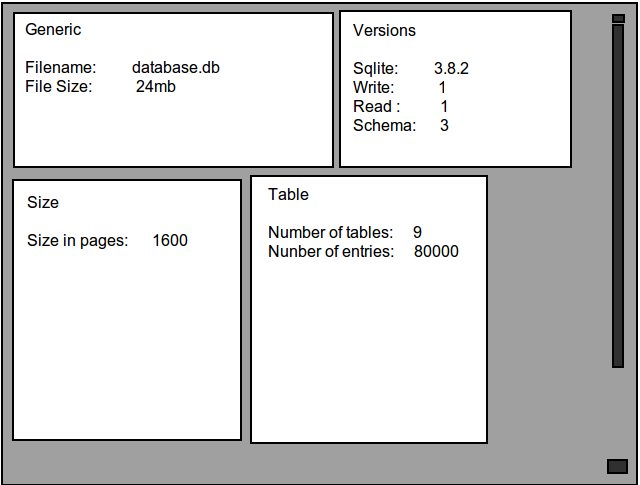 Generic
Filename: database.db
File Size: 24mb
Versions
Sqlite: 3.8.2
Write: 1
Read : 1
Schema: 3
Size
Size in pages: 1600
Table
Number of tables: 9
Nunber of entries: 80000